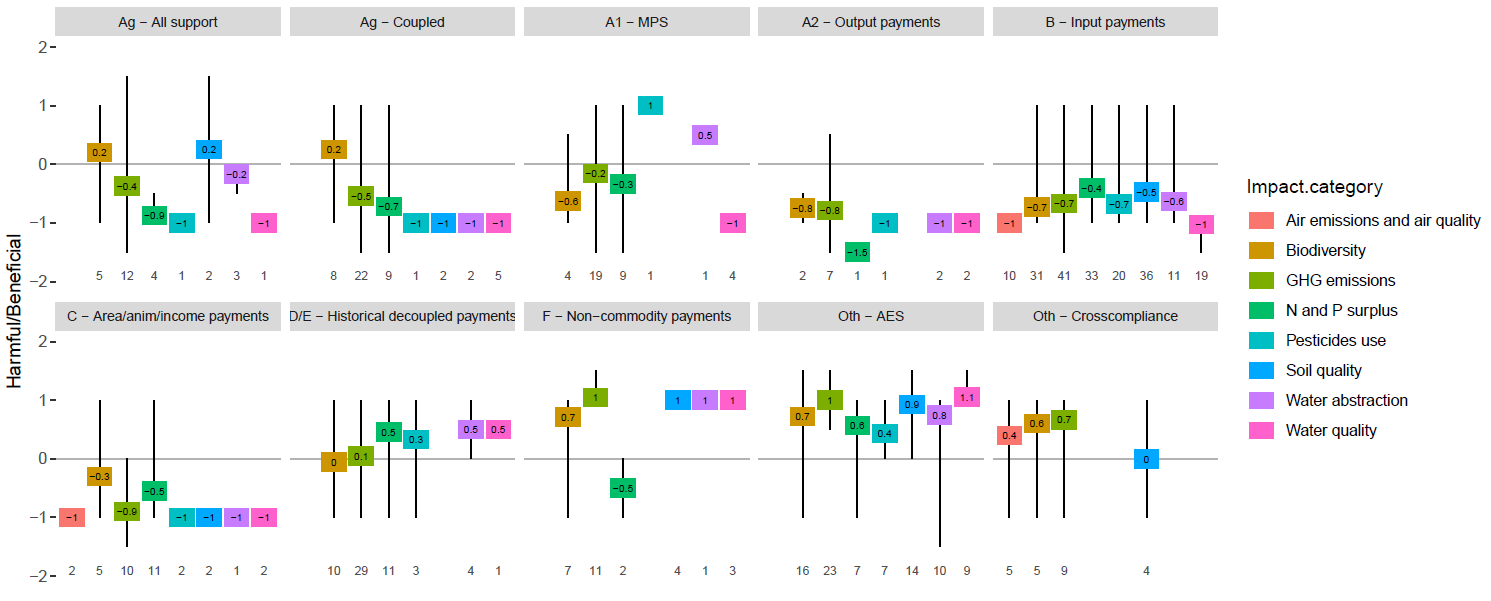 Ag − All support
Ag − Coupled
A1 − MPS
A2 − Output payments
B − Input payments
Harmful/Beneficial
2
1
0
−1
−2
0.2
−0.4
−0.9
−1
0.2
−0.2
−1
5 12 4 1 2 3 1
0.2
−0.5
−0.7
−1
−1
−1
−1
8 22 9 1 2 2 5
−0.6
−0.2
−0.3
1
0.5
−1
4 19 9 1 1 4
−0.8
−0.8
−1.5
−1
−1
−1
2 7 1 1 2 2
−1
−0.7
−0.7
−0.4
−0.7
−0.5
−0.6
−1
10 31 41 33 20 36 11 19
C − Area/anim/income payments
D/E − Historical decoupled payments
F − Non−commodity payments
Oth − AES
Oth − Crosscompliance
2
1
0
−1
−2
−1
−0.3
−0.9
−0.5
−1
−1
−1
−1
2 5 10 11 2 2 1 2
0
0.1
0.5
0.3
0.5
0.5
10 29 11 3 4 1
0.7
1
−0.5
1
1
1
7 11 2 4 1 3
0.7
1
0.6
0.4
0.9
0.8
1.1
16 23 7 7 14 10 9
0.4
0.6
0.7
0
5 5 9 4
Impact.category
Air emissions and air quality
Biodiversity
GHG emissions
N and P surplus
Pesticides use
Soil quality
Water abstraction
Water quality